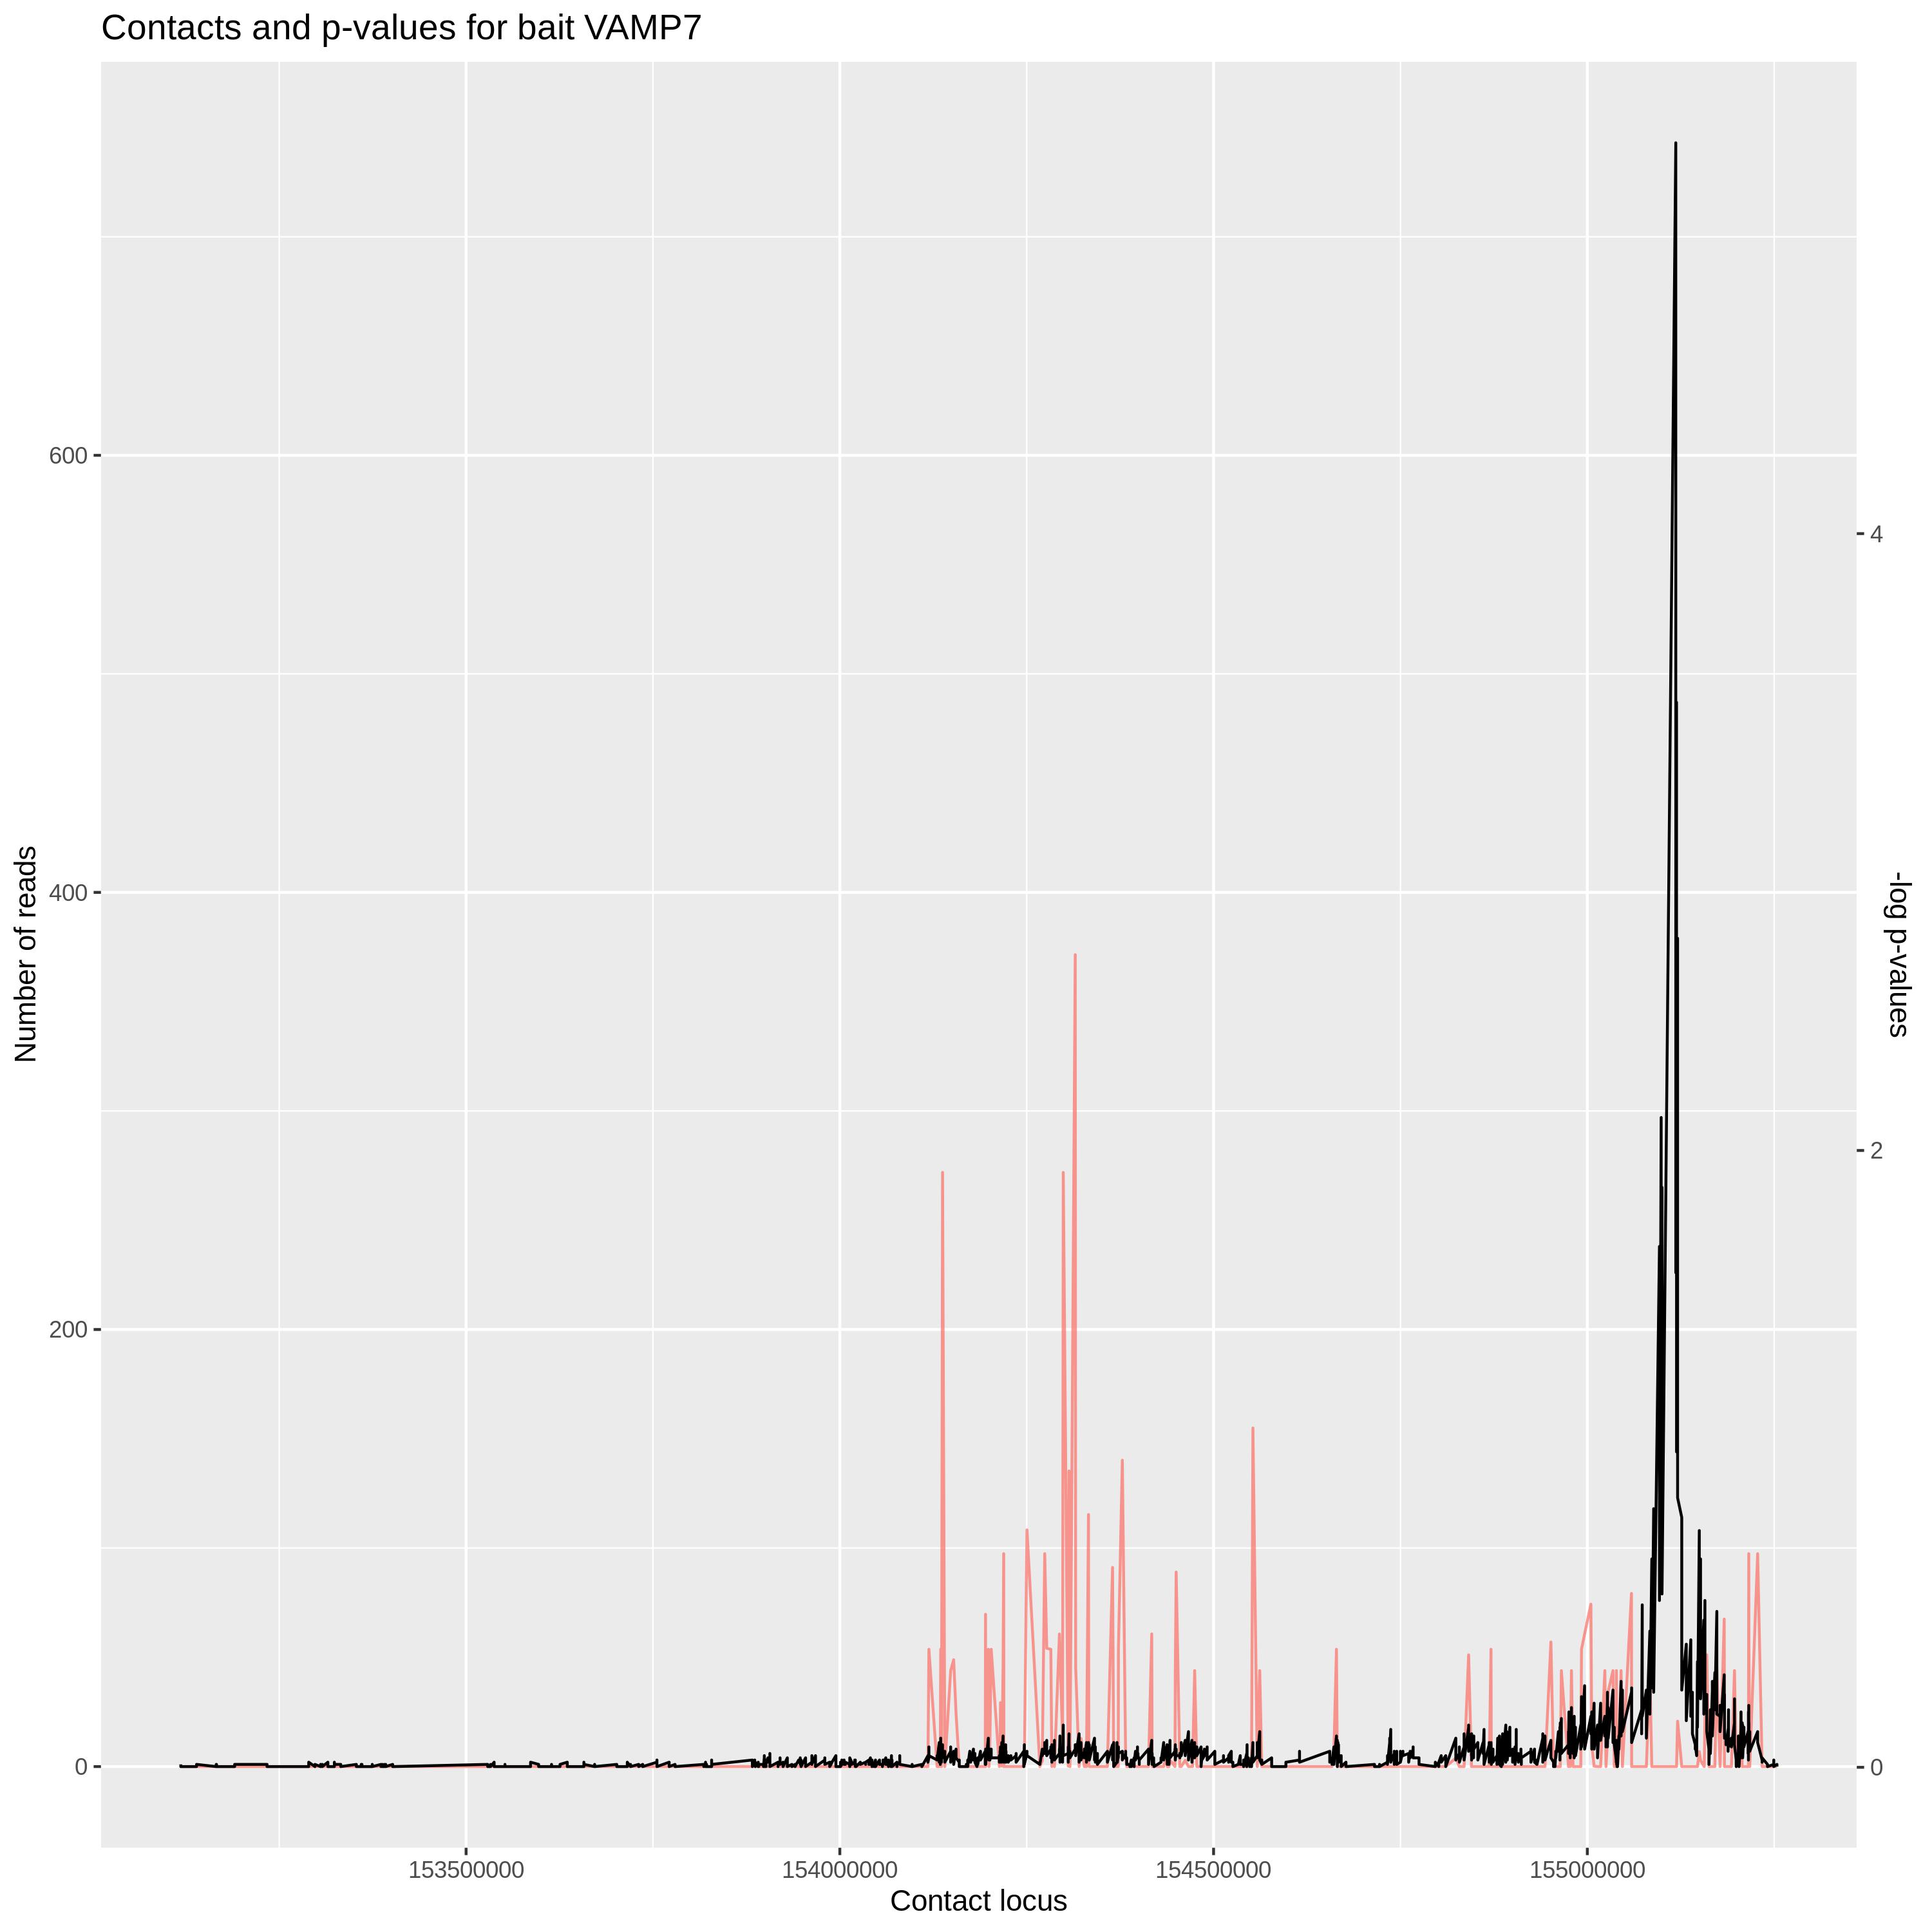 Contacts and p-values for bait VAMP7
600
400
200
0
Number of reads
4
2
0
-log p-values
153500000
154000000
154500000
155000000
Contact locus